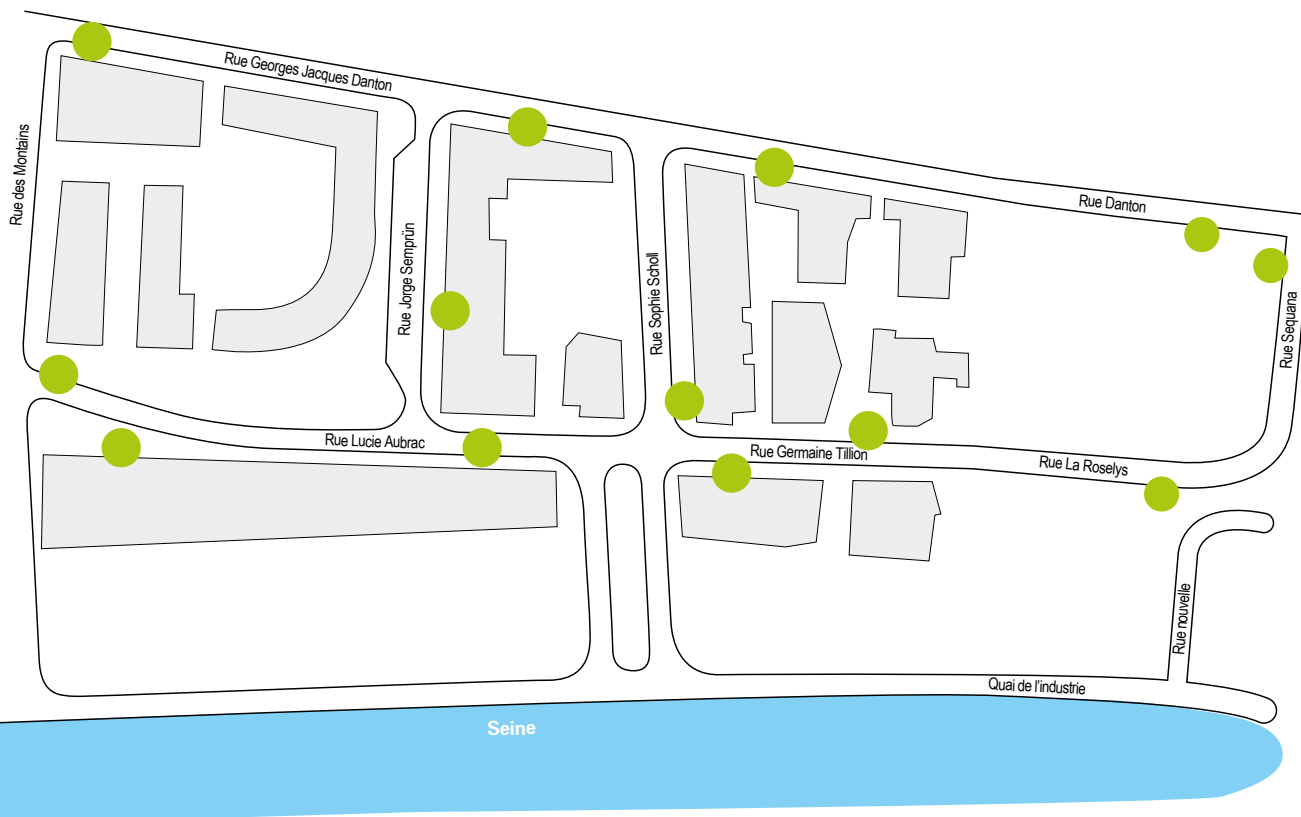 Rue Georges Jacques Danton
Rue des Montains
Rue Danton
Rue Jorge Semprün
Rue Sophie Scholl
Rue Sequana
Rue Lucie Aubrac
Rue Germaine Tillion
Rue La Roselys
Rue nouvelle
Quai de l'industrie
Seine